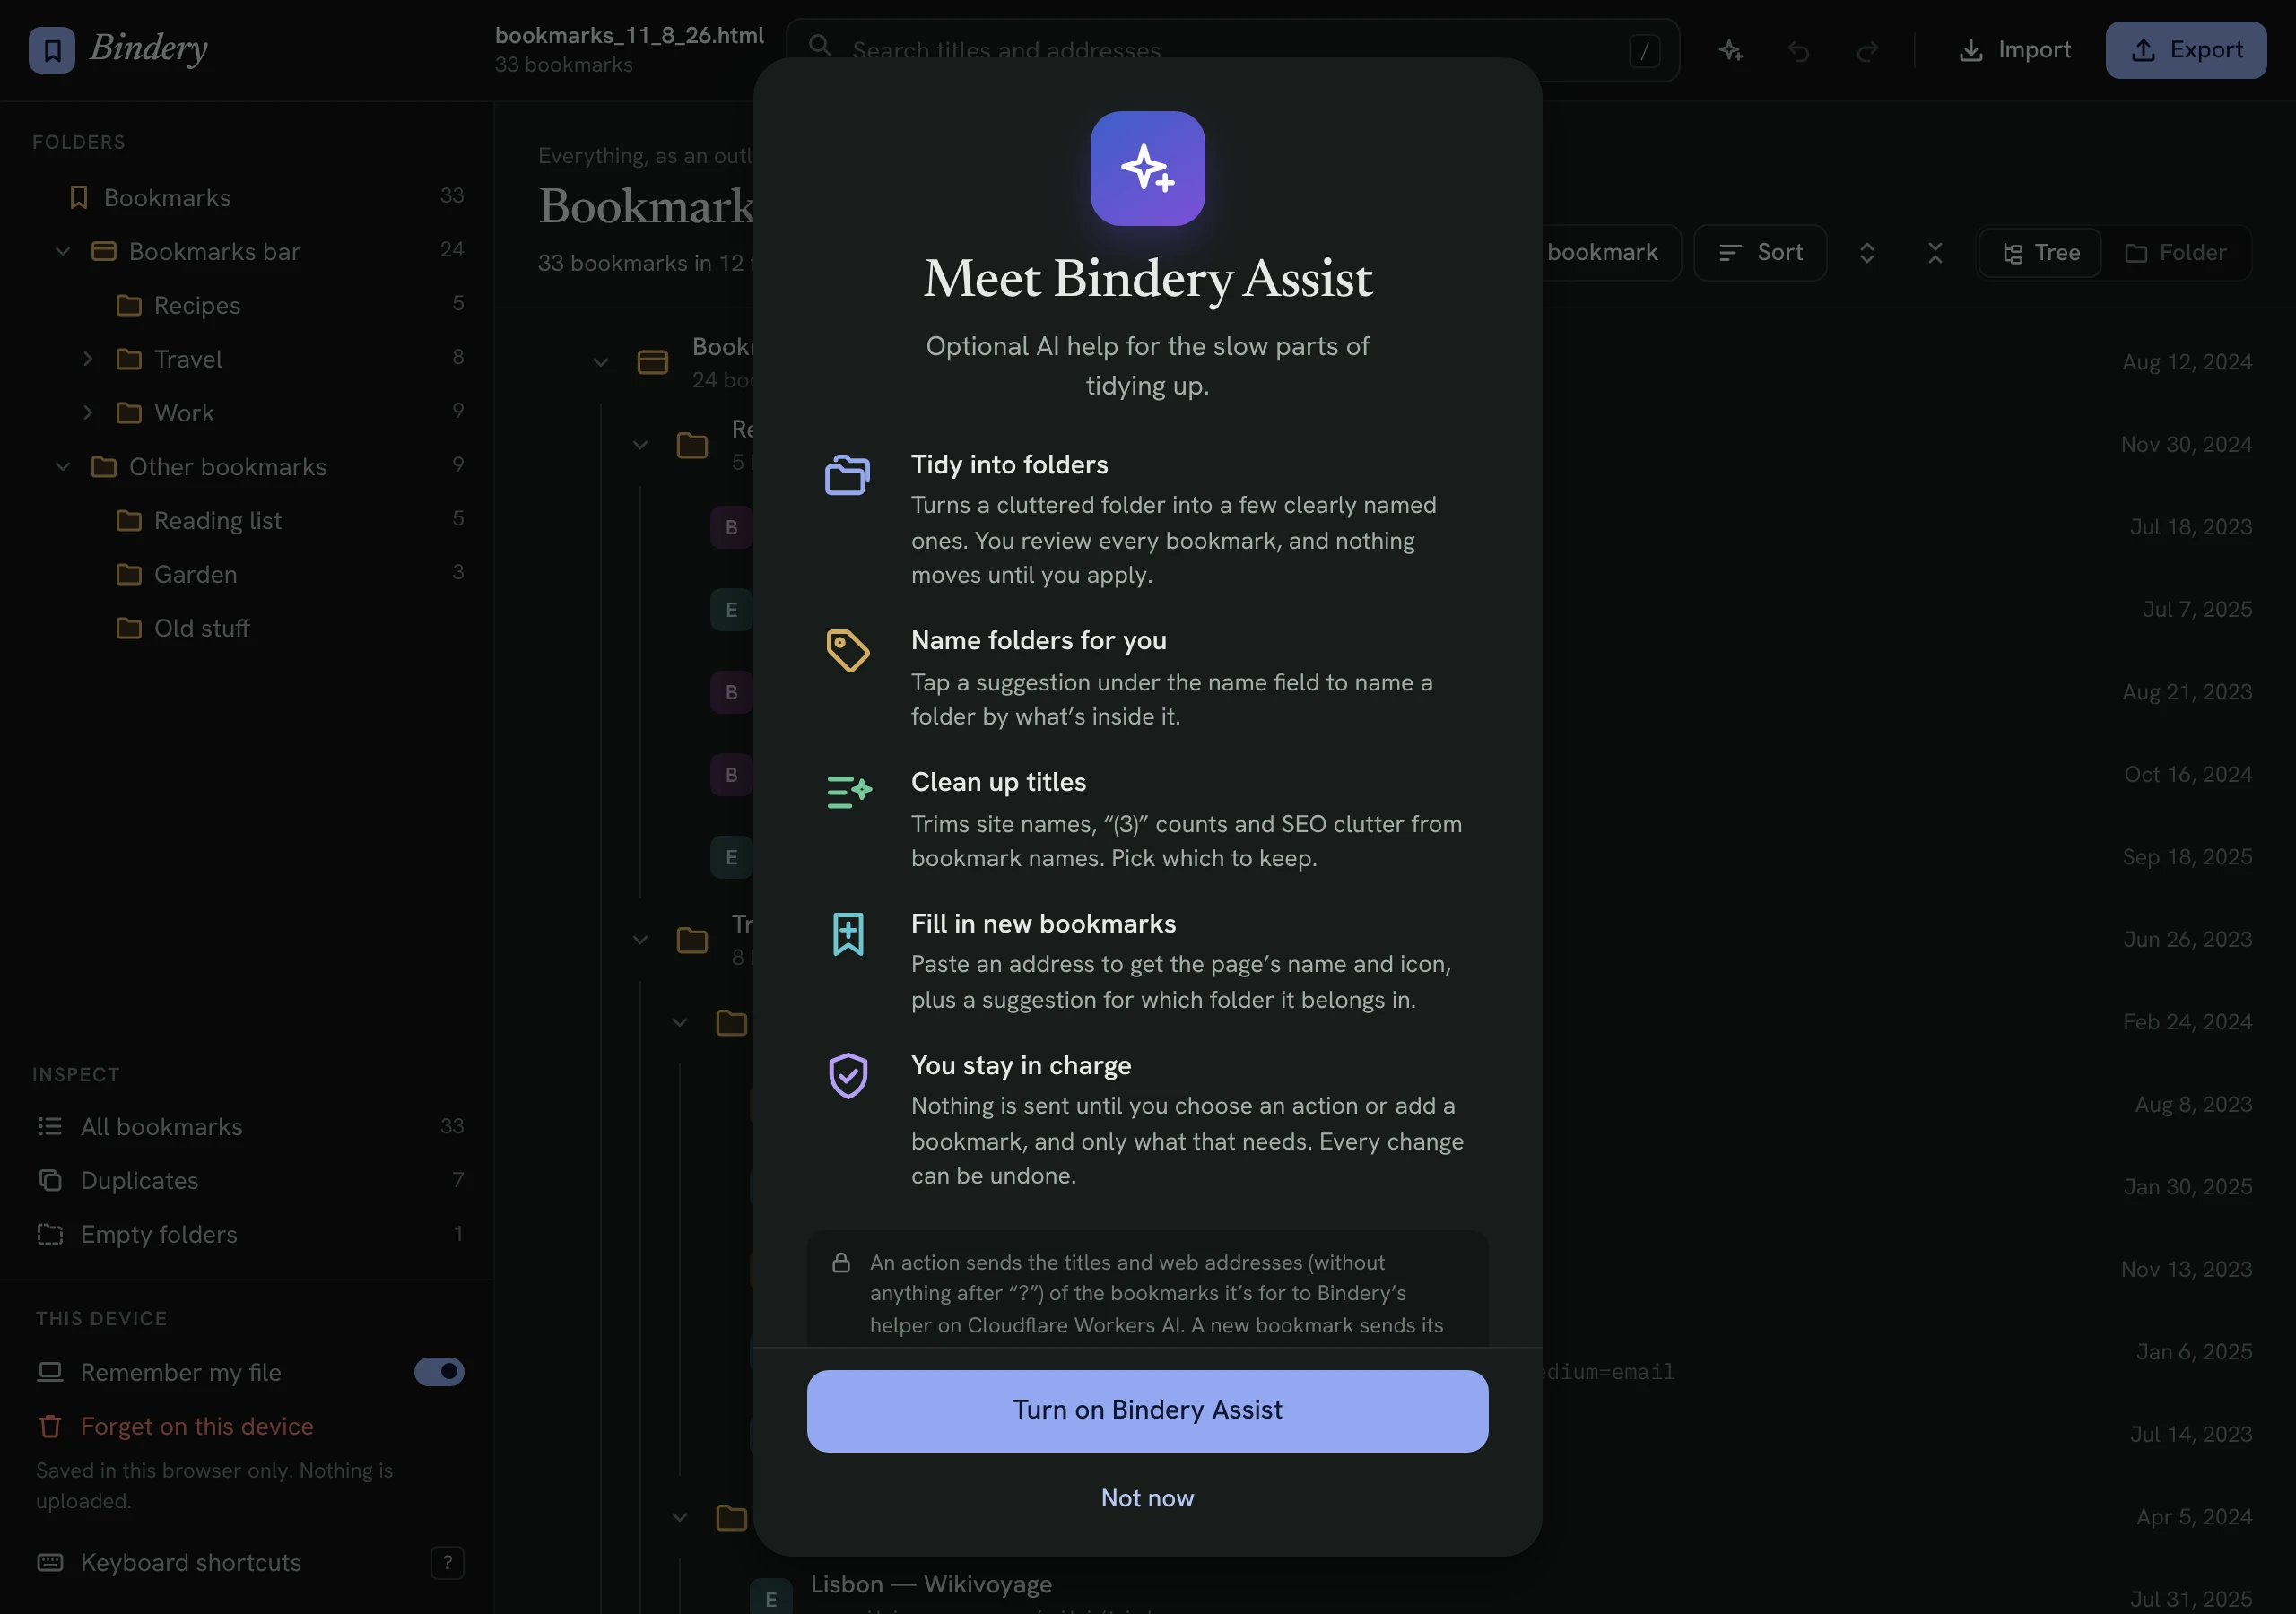 Bindery
bookmarks_11_8_26.html
33 bookmarks
Search titles and addresses
/
Import
Export
FOLDERS
Bookmarks 33
Bookmarks bar 24
Recipes 5
Travel 8
Work 9
Other bookmarks 9
Reading list 5
Garden 3
Old stuff
INSPECT
All bookmarks 33
Duplicates 7
Empty folders 1
THIS DEVICE
Remember my file
Forget on this device
Saved in this browser only. Nothing is
uploaded.
Keyboard shortcuts ?
Everything, as an
Bookmark
33 bookmarks in 12
bookmark
Sort
Tree
Folder
24
5
B
E
B
B
E
8
Meet Bindery Assist
Optional AI help for the slow parts of
tidying up.
Tidy into folders
Turns a cluttered folder into a few clearly named
ones. You review every bookmark, and nothing
moves until you apply.
Name folders for you
Tap a suggestion under the name field to name a
folder by what’s inside it.
Clean up titles
Trims site names, “(3)” counts and SEO clutter from
bookmark names. Pick which to keep.
Fill in new bookmarks
Paste an address to get the page’s name and icon,
plus a suggestion for which folder it belongs in.
You stay in charge
Nothing is sent until you choose an action or add a
bookmark, and only what that needs. Every change
can be undone.
An action sends the titles and web addresses (without
anything after “?”) of the bookmarks it’s for to Bindery’s
helper on Cloudflare Workers AI. A new bookmark sends its
Turn on Bindery Assist
Not now
E
Lisbon — Wikivoyage
Aug 12, 2024
Nov 30, 2024
Jul 18, 2023
Jul 7, 2025
Aug 21, 2023
Oct 16, 2024
Sep 18, 2025
Jun 26, 2023
Feb 24, 2024
Aug 8, 2023
Jan 30, 2025
Nov 13, 2023
Jan 6, 2025
edium=email
Jul 14, 2023
Apr 5, 2024
Jul 31, 2025